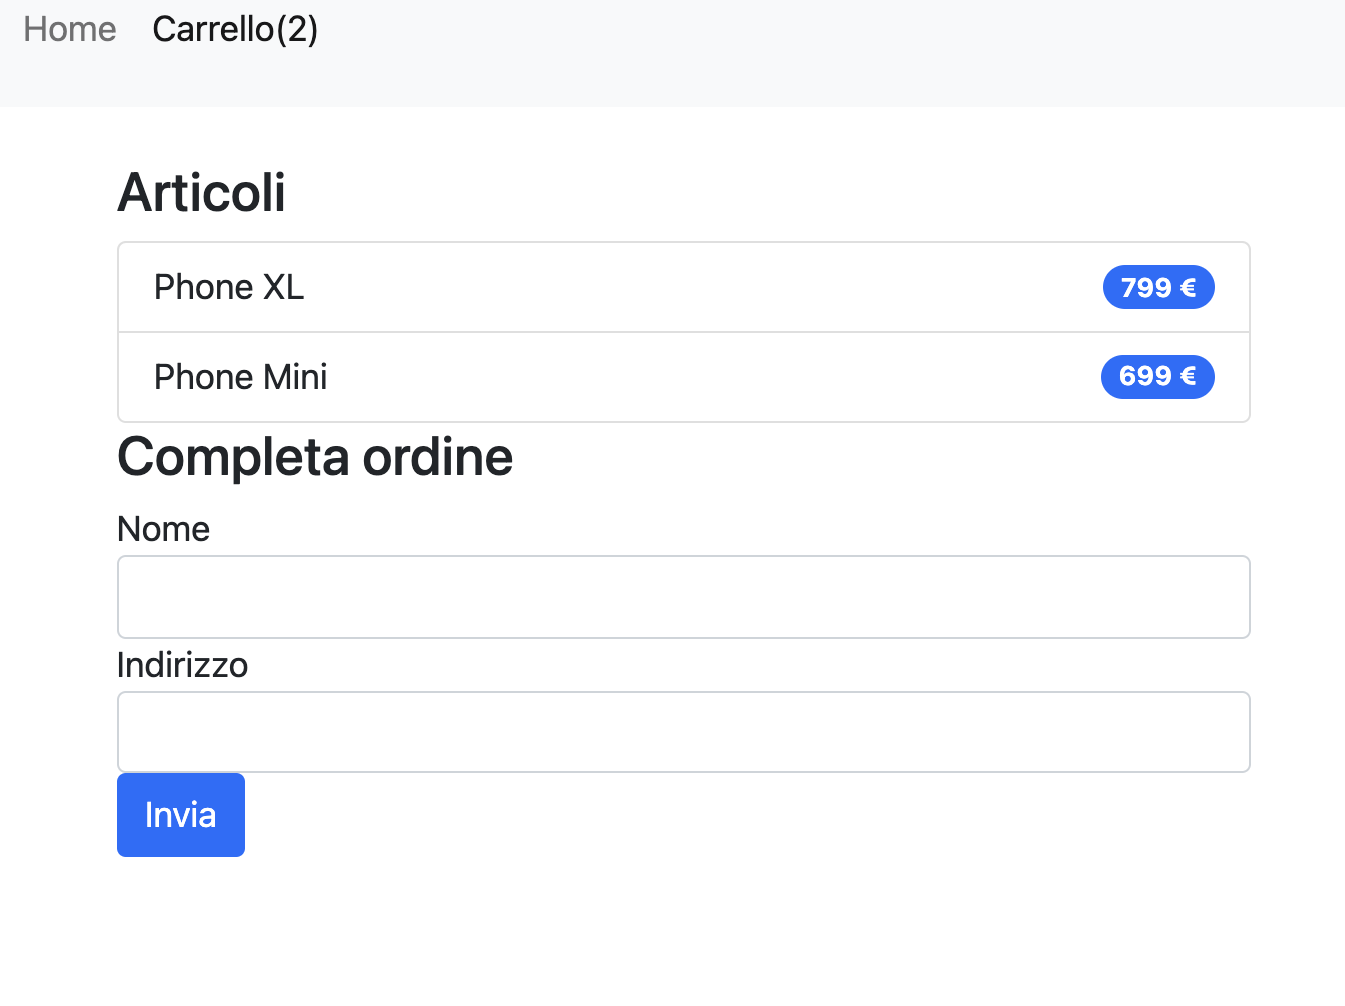 Home Carrello(2)
Articoli
Phone XL 799 €
Phone Mini 699 €
Completa ordine
Nome
Indirizzo
Invia